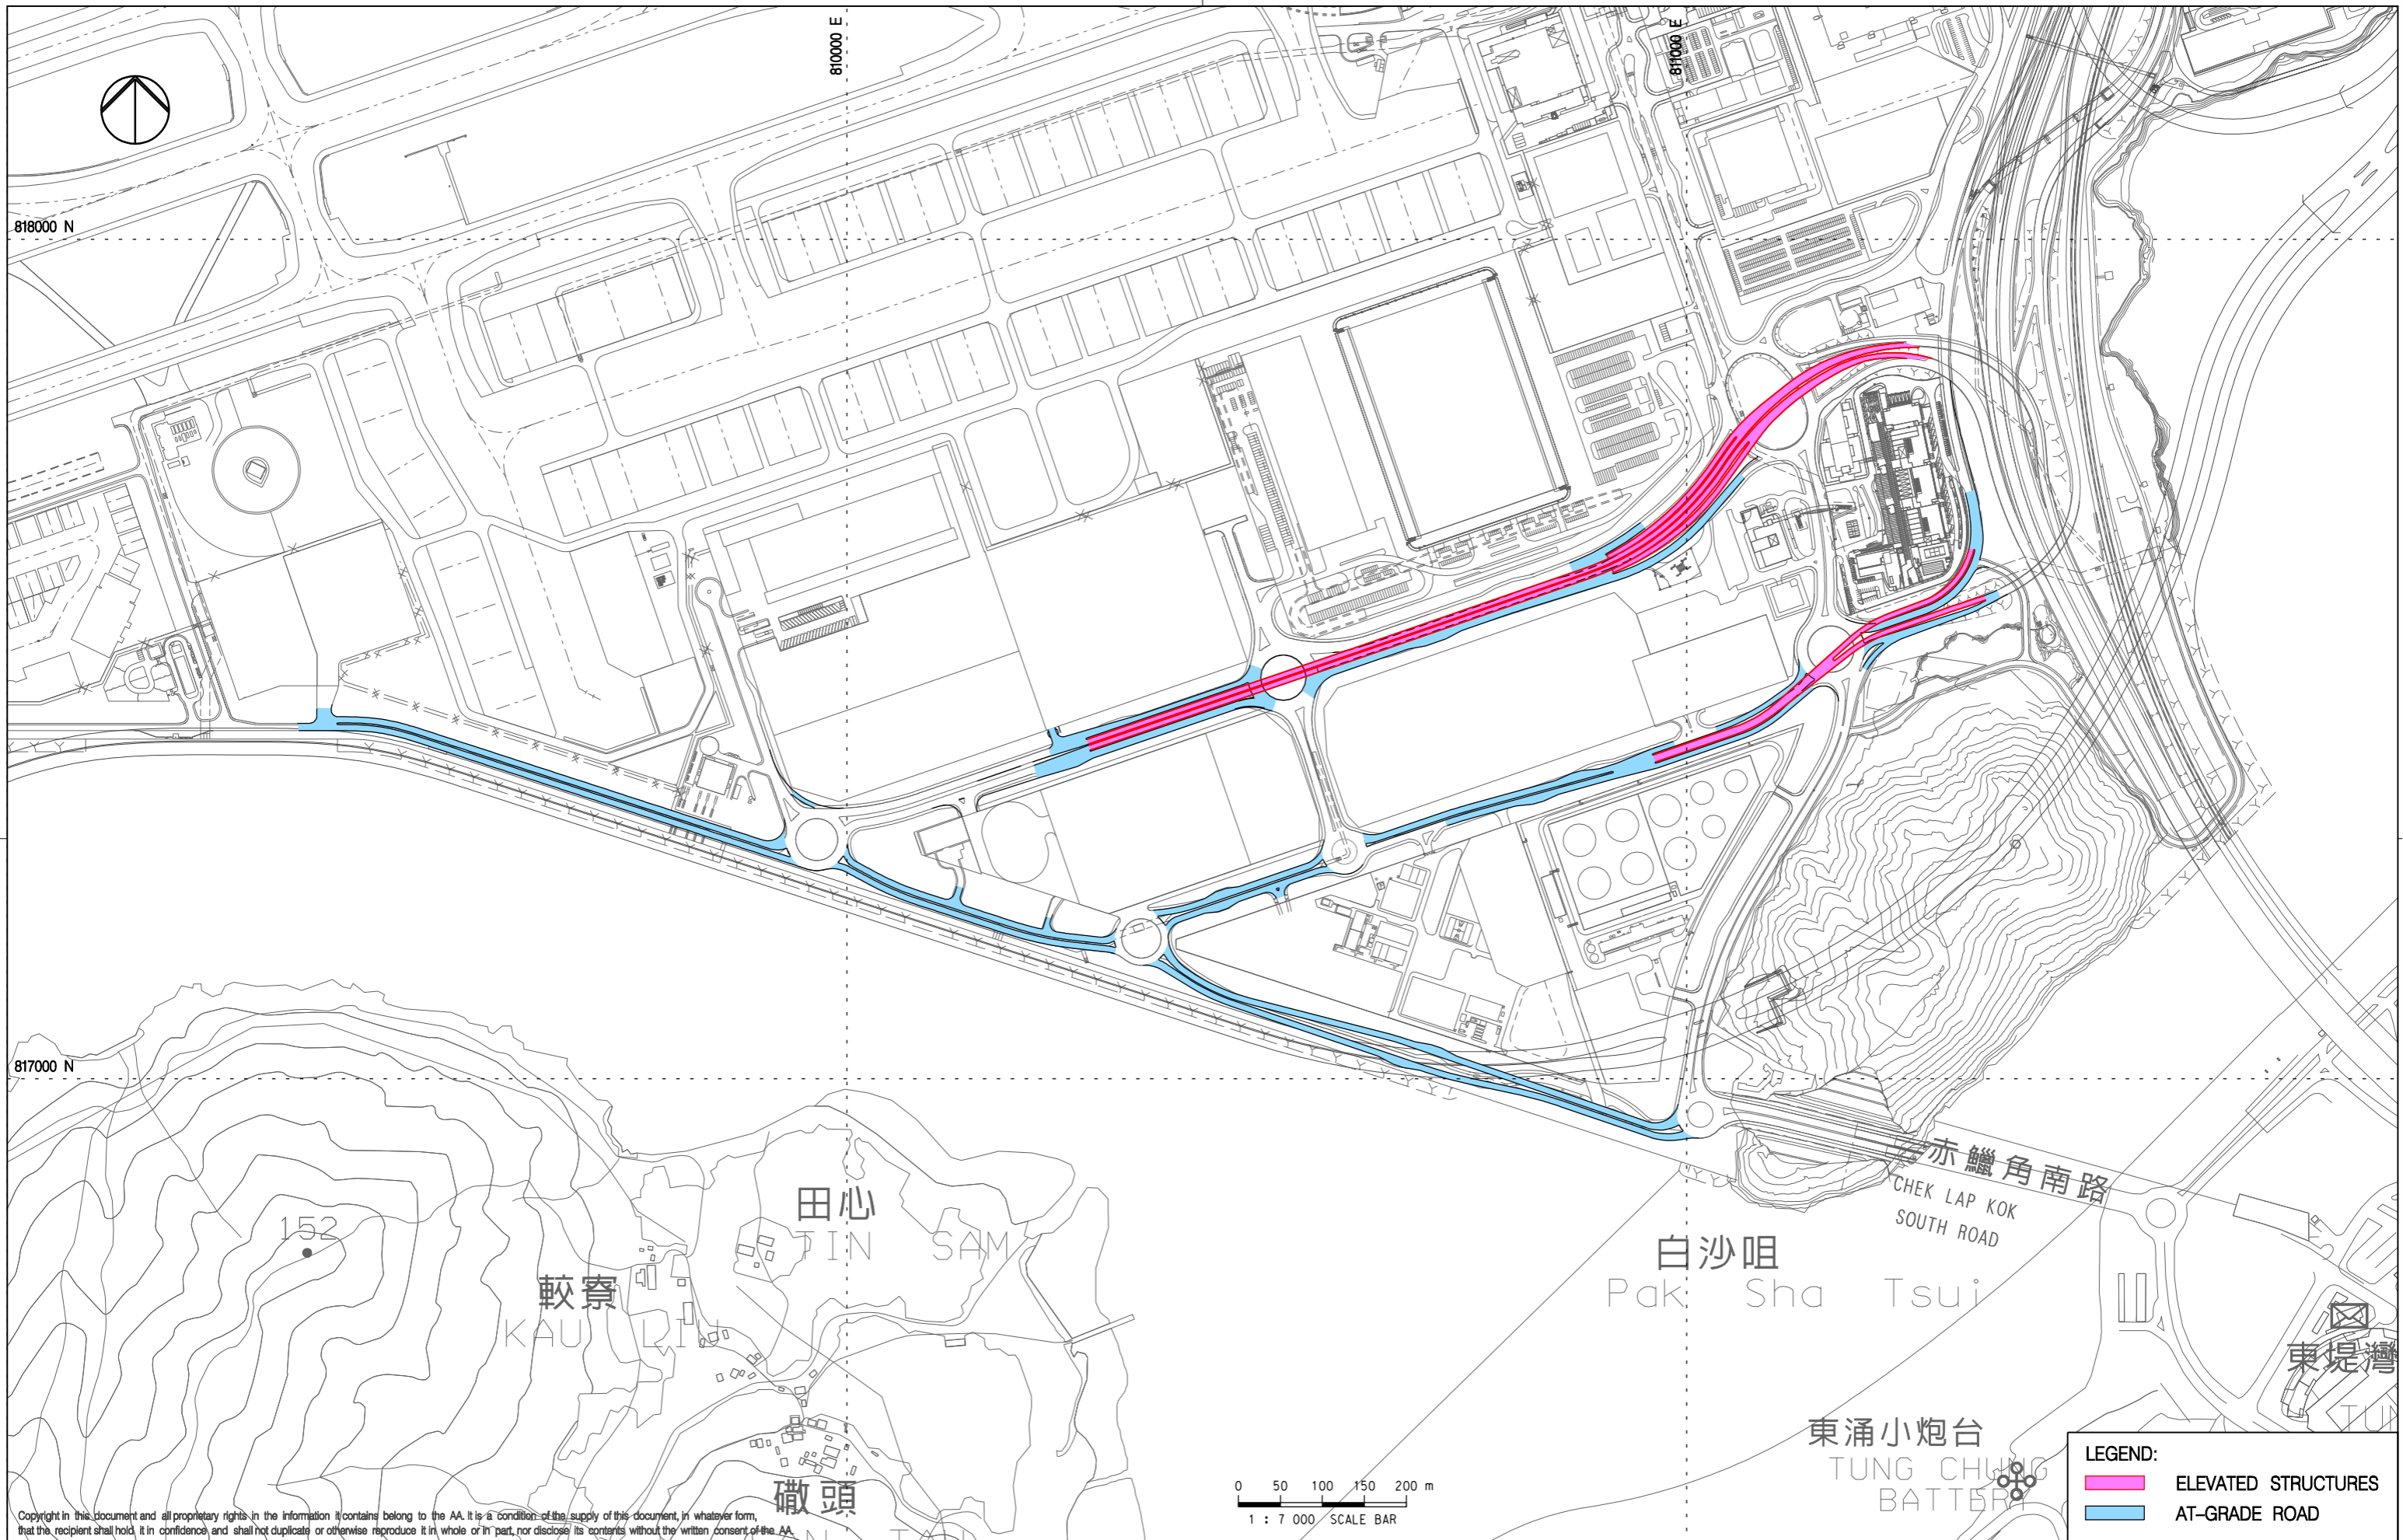 810000 E
811000 E
818000 N
817000 N
赤鱲角南路
CHEK LAP KOK
SOUTH ROAD
田心
TIN SAM
152
較寮
KAU LIU
白沙咀
Pak Sha Tsui
東堤灣
TUN
東涌小炮台
TUNG CHUNG
BATTERY
磡頭
0 50 100 150 200 m
1 : 7 000 SCALE BAR
LEGEND:
ELEVATED STRUCTURES
AT-GRADE ROAD
Copyright in this document and all proprietary rights in the information it contains belong to the AA. It is a condition of the supply of this document, in whatever form,
that the recipient shall hold it in confidence and shall not duplicate or otherwise reproduce it in whole or in part, nor disclose its contents without the written consent of the AA.